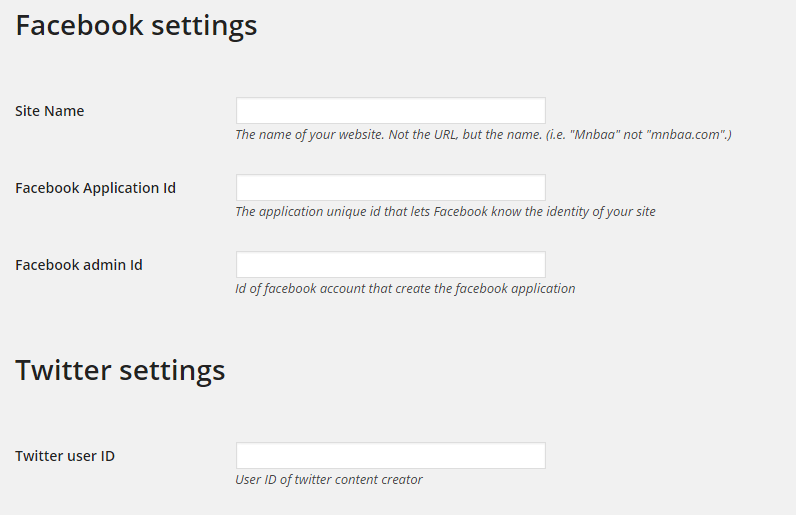 Facebook settings
Site Name
The name of your website. Not the URL, but the name. (i.e. "Mnbaa" not "mnbaa.com".)
Facebook Application Id
The application unique id that lets Facebook know the identity of your site
Facebook admin Id
Id of facebook account that create the facebook application
Twitter settings
Twitter user ID
User ID of twitter content creator